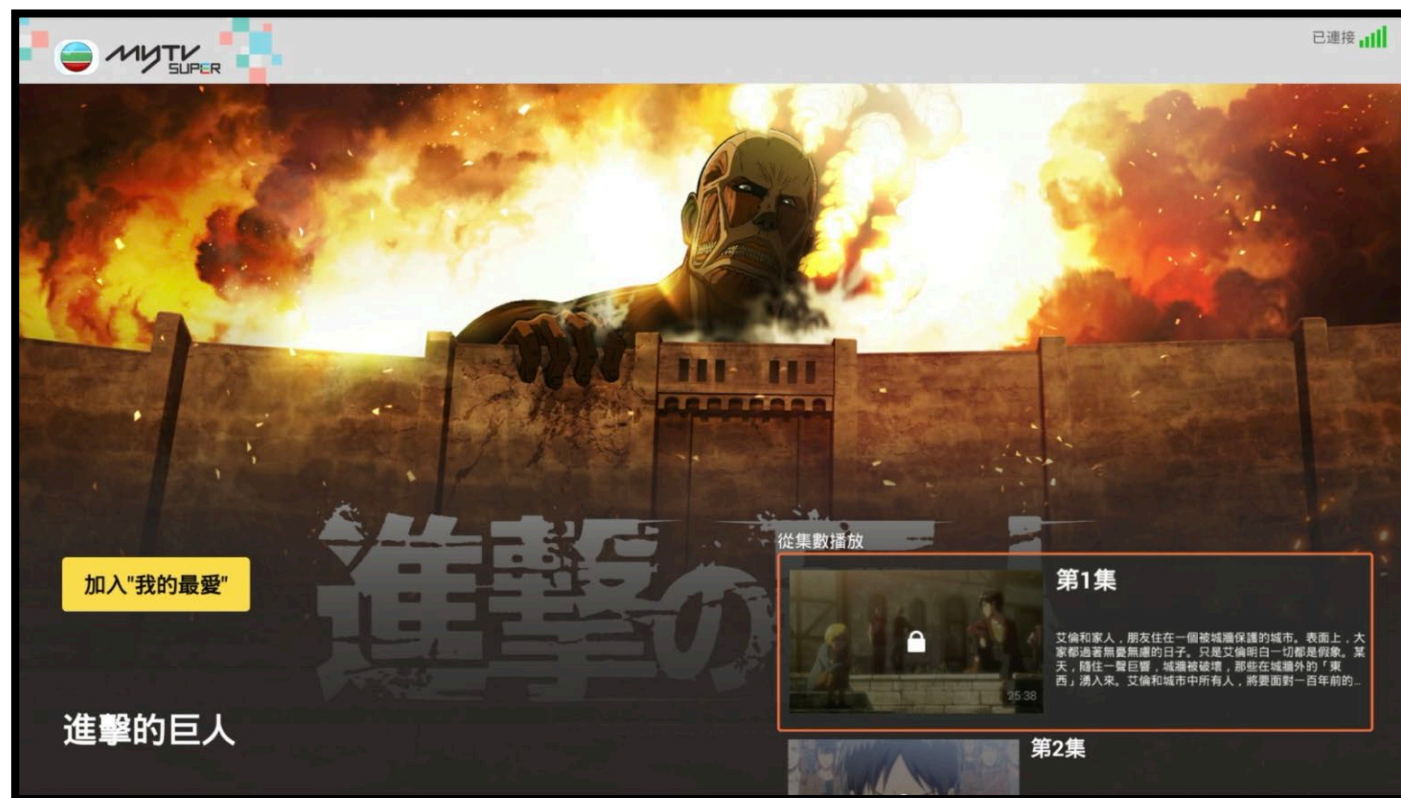 myTV
SUPER
已連接
進撃の
從集數播放
加入"我的最愛"
第1集
艾倫和家人，朋友住在一個被城牆保護的城市。表面上，大
家都過著無憂無慮的日子。只是艾倫明白一切都是假象。某
天，隨住一聲巨響，城牆被破壞，那些在城牆外的「東
西」湧入來。艾倫和城市中所有人，將要面對一百年前的...
25:38
進擊的巨人
第2集